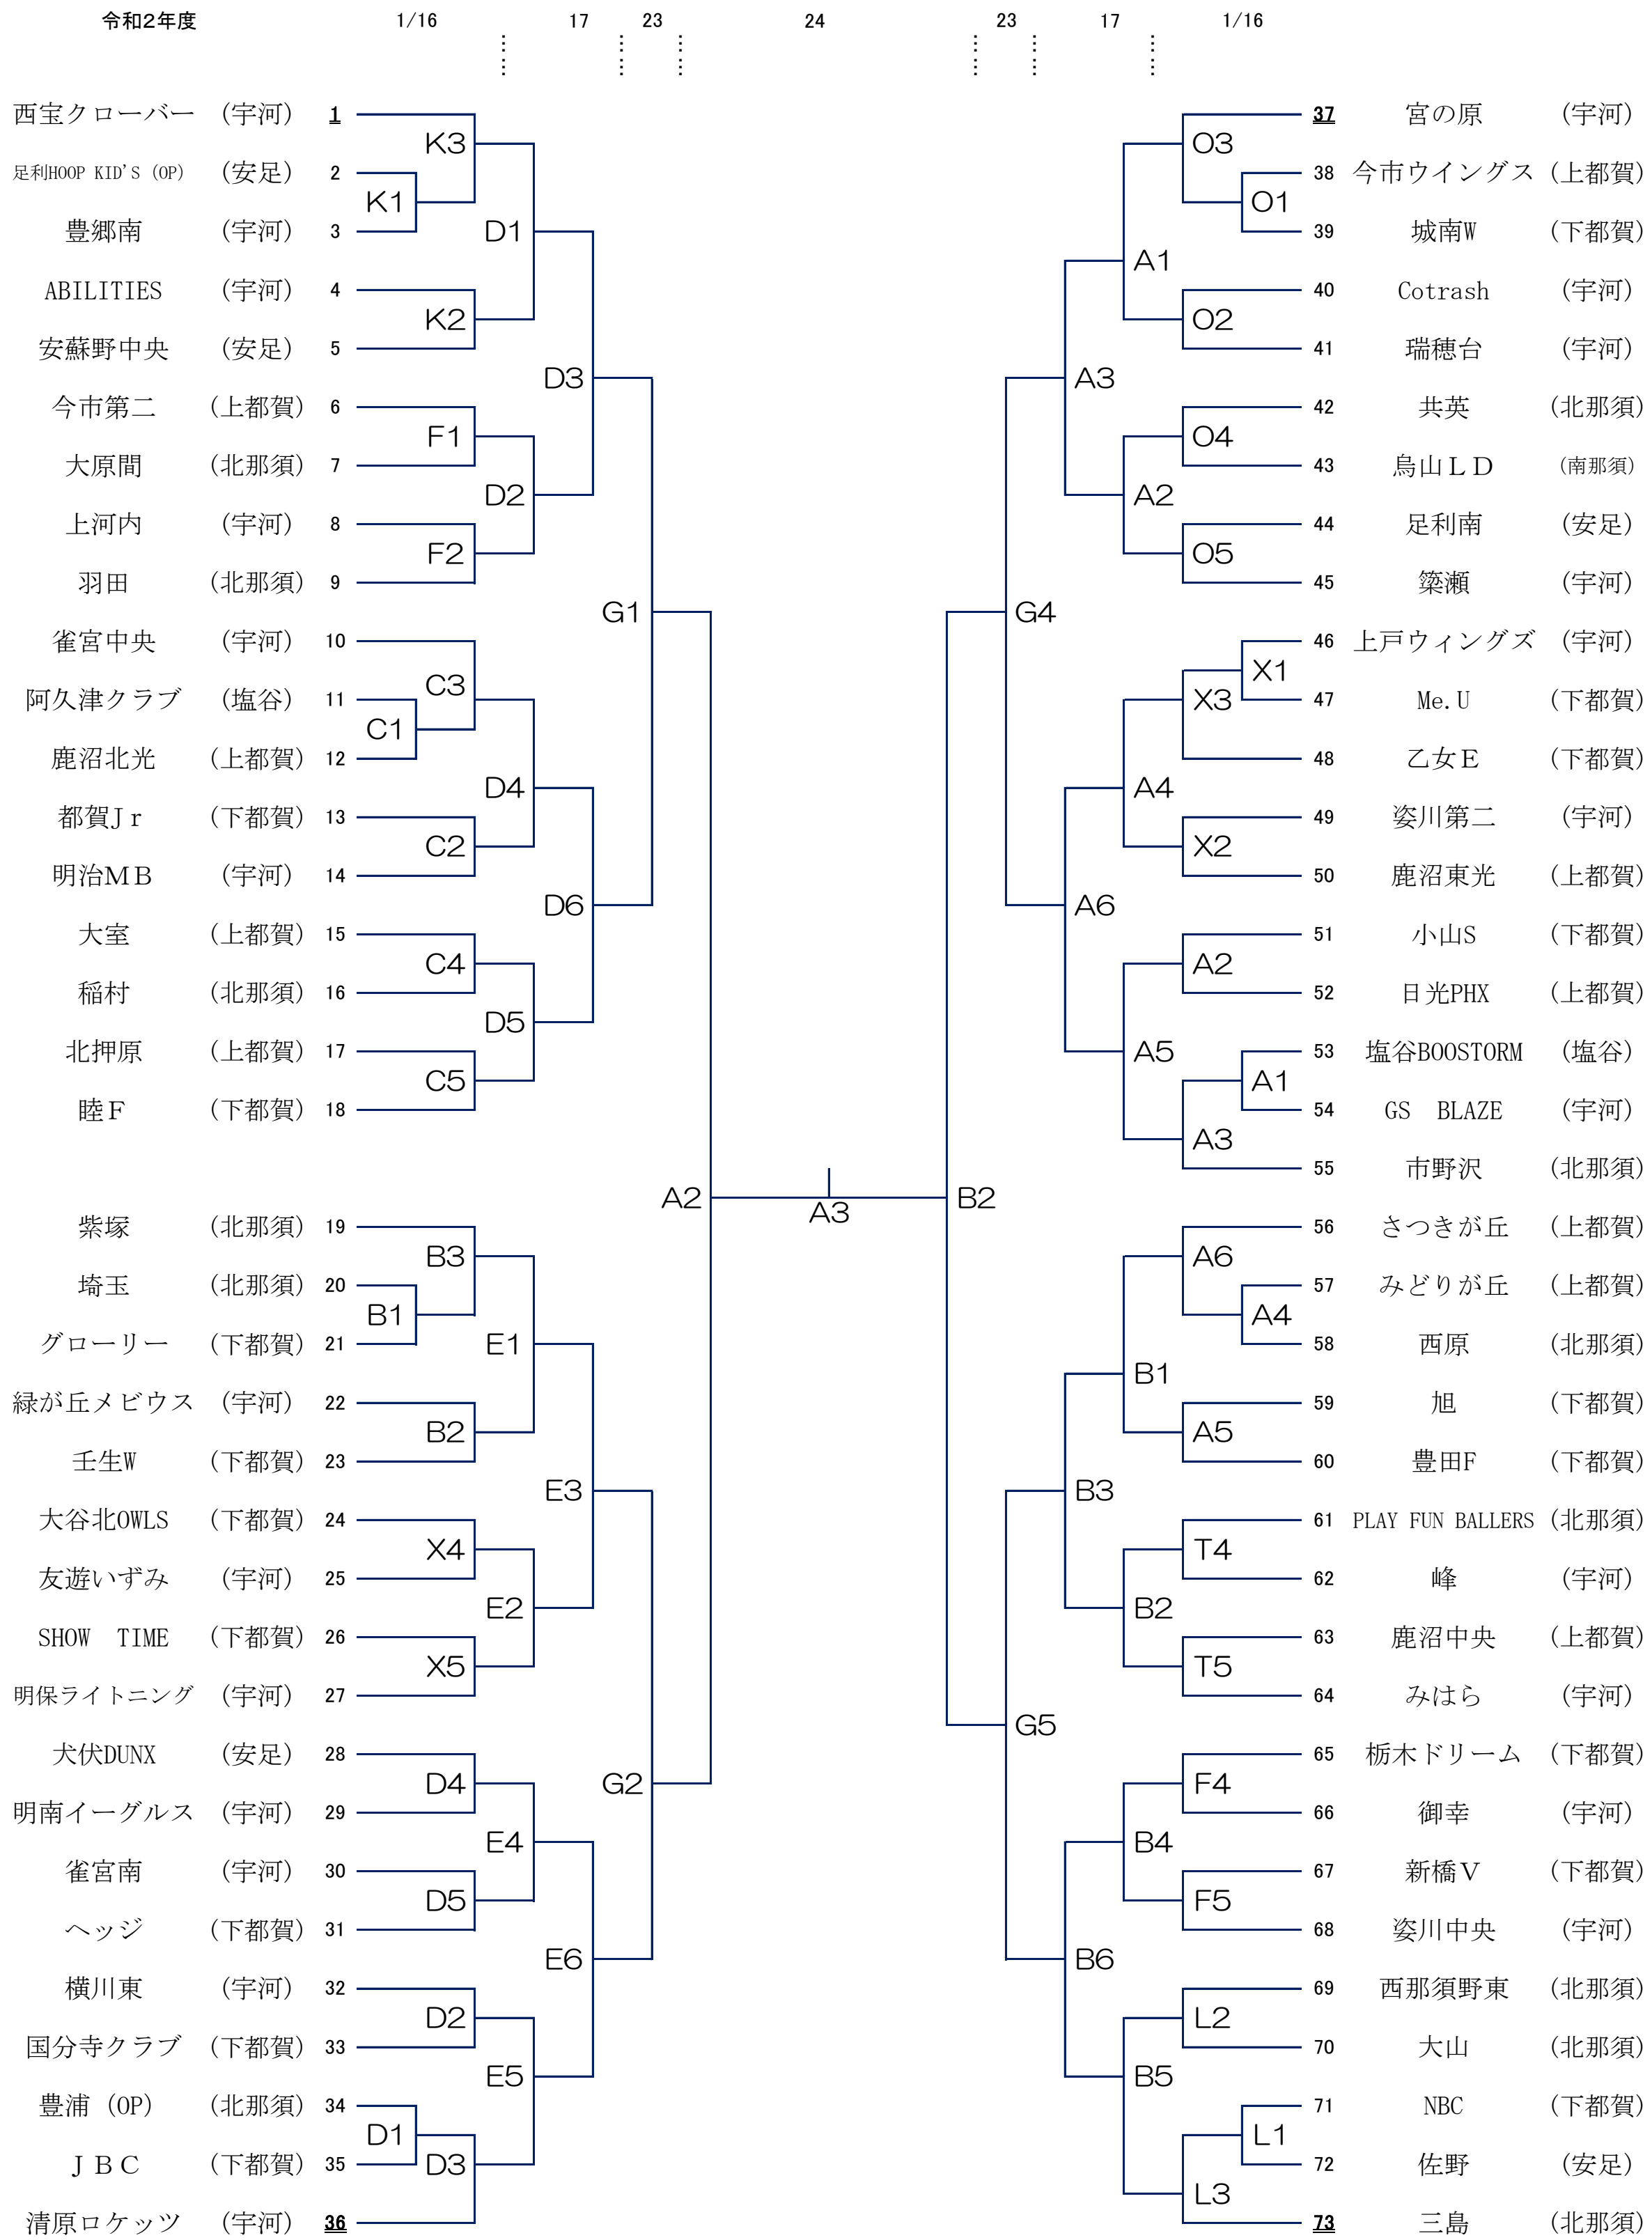 令和2年度 1/16 17 23 24 23 17 1/16
西宝クローバー (宇河) 1 37 宮の原 (宇河)
K3 O3
足利HOOP KID'S (OP) (安足) 2 38 今市ウイングス (上都賀)
K1 O1
豊郷南 (宇河) 3 D1 39 城南W (下都賀)
A1
ABILITIES (宇河) 4 40 Cotrash (宇河)
K2 O2
安蘇野中央 (安足) 5 41 瑞穂台 (宇河)
D3 A3
今市第二 (上都賀) 6 42 共英 (北那須)
F1 O4
大原間 (北那須) 7 43 烏山LD (南那須)
D2 A2
上河内 (宇河) 8 44 足利南 (安足)
F2 O5
羽田 (北那須) 9 45 簗瀬 (宇河)
G1 G4
雀宮中央 (宇河) 10 46 上戸ウィングズ (宇河)
C3 X1
阿久津クラブ (塩谷) 11 X3 47 Me.U (下都賀)
C1
鹿沼北光 (上都賀) 12 48 乙女E (下都賀)
D4 A4
都賀Jr (下都賀) 13 49 姿川第二 (宇河)
C2 X2
明治MB (宇河) 14 50 鹿沼東光 (上都賀)
D6 A6
大室 (上都賀) 15 51 小山S (下都賀)
C4 A2
稲村 (北那須) 16 52 日光PHX (上都賀)
D5
北押原 (上都賀) 17 A5 53 塩谷BOOSTORM (塩谷)
C5 A1
睦F (下都賀) 18 54 GS BLAZE (宇河)
A3
55 市野沢 (北那須)
A2 A3 B2
紫塚 (北那須) 19 56 さつきが丘 (上都賀)
B3 A6
埼玉 (北那須) 20 57 みどりが丘 (上都賀)
B1 A4
グローリー (下都賀) 21 E1 58 西原 (北那須)
B1
緑が丘メビウス (宇河) 22 59 旭 (下都賀)
B2 A5
壬生W (下都賀) 23 60 豊田F (下都賀)
E3 B3
大谷北OWLS (下都賀) 24 61 PLAY FUN BALLERS (北那須)
X4 T4
友遊いずみ (宇河) 25 62 峰 (宇河)
E2 B2
SHOW TIME (下都賀) 26 63 鹿沼中央 (上都賀)
X5 T5
明保ライトニング (宇河) 27 64 みはら (宇河)
G5
犬伏DUNX (安足) 28 65 栃木ドリーム (下都賀)
D4 G2 F4
明南イーグルス (宇河) 29 66 御幸 (宇河)
E4 B4
雀宮南 (宇河) 30 67 新橋V (下都賀)
D5 F5
ヘッジ (下都賀) 31 68 姿川中央 (宇河)
E6 B6
横川東 (宇河) 32 69 西那須野東 (北那須)
D2 L2
国分寺クラブ (下都賀) 33 70 大山 (北那須)
E5 B5
豊浦 (OP) (北那須) 34 71 NBC (下都賀)
D1 L1
JBC (下都賀) 35 D3 72 佐野 (安足)
L3
清原ロケッツ (宇河) 36 73 三島 (北那須)